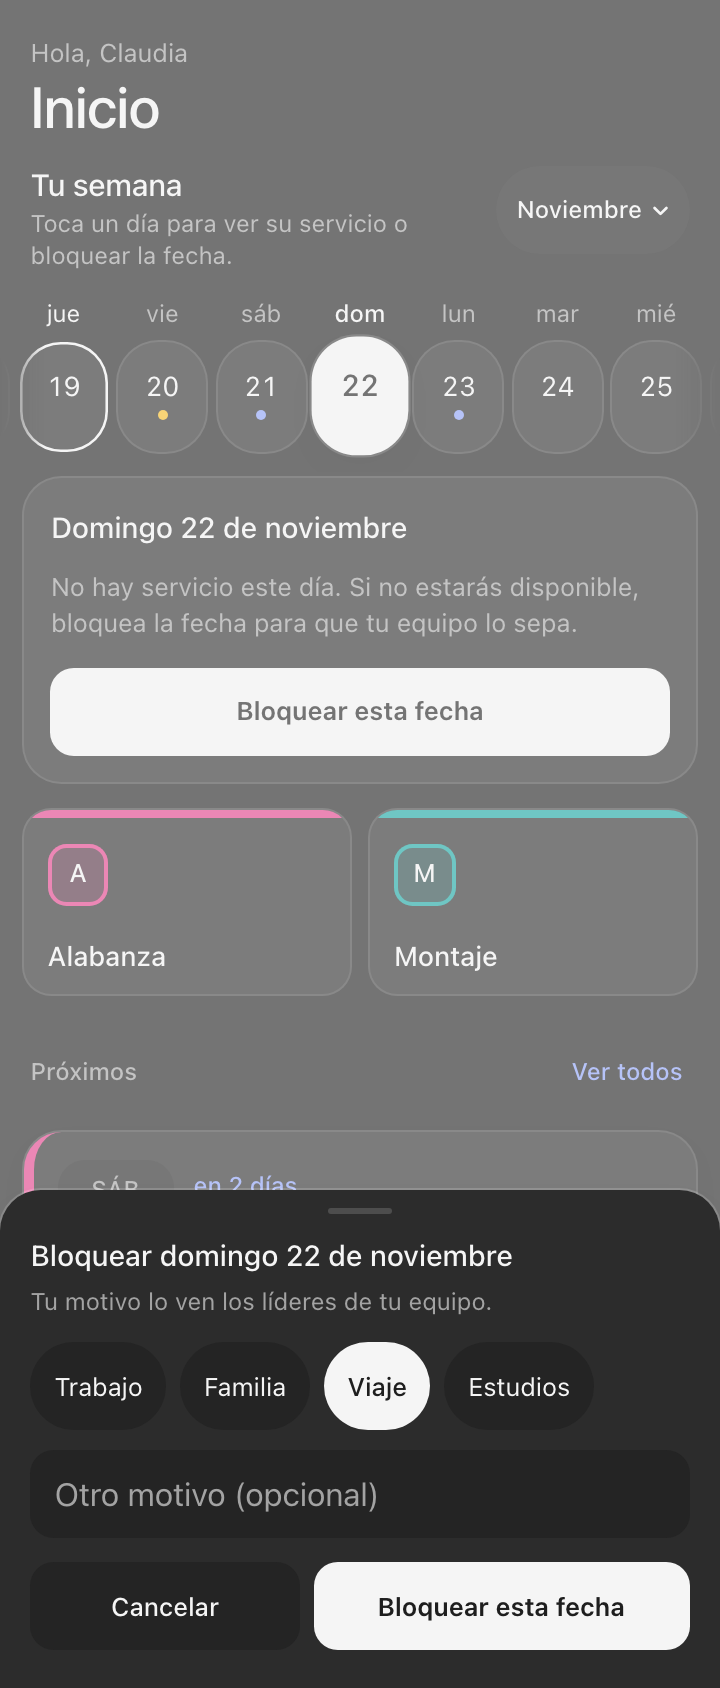 Hola, Claudia
Inicio
Tu semana
Toca un día para ver su servicio o
bloquear la fecha.
Noviembre
jue vie sáb dom lun mar mié
19 20 21 22 23 24 25
Domingo 22 de noviembre
No hay servicio este día. Si no estarás disponible,
bloquea la fecha para que tu equipo lo sepa.
Bloquear esta fecha
A
Alabanza
M
Montaje
Próximos
Ver todos
SÁB
en 2 días
Bloquear domingo 22 de noviembre
Tu motivo lo ven los líderes de tu equipo.
Trabajo Familia Viaje Estudios
Otro motivo (opcional)
Cancelar
Bloquear esta fecha